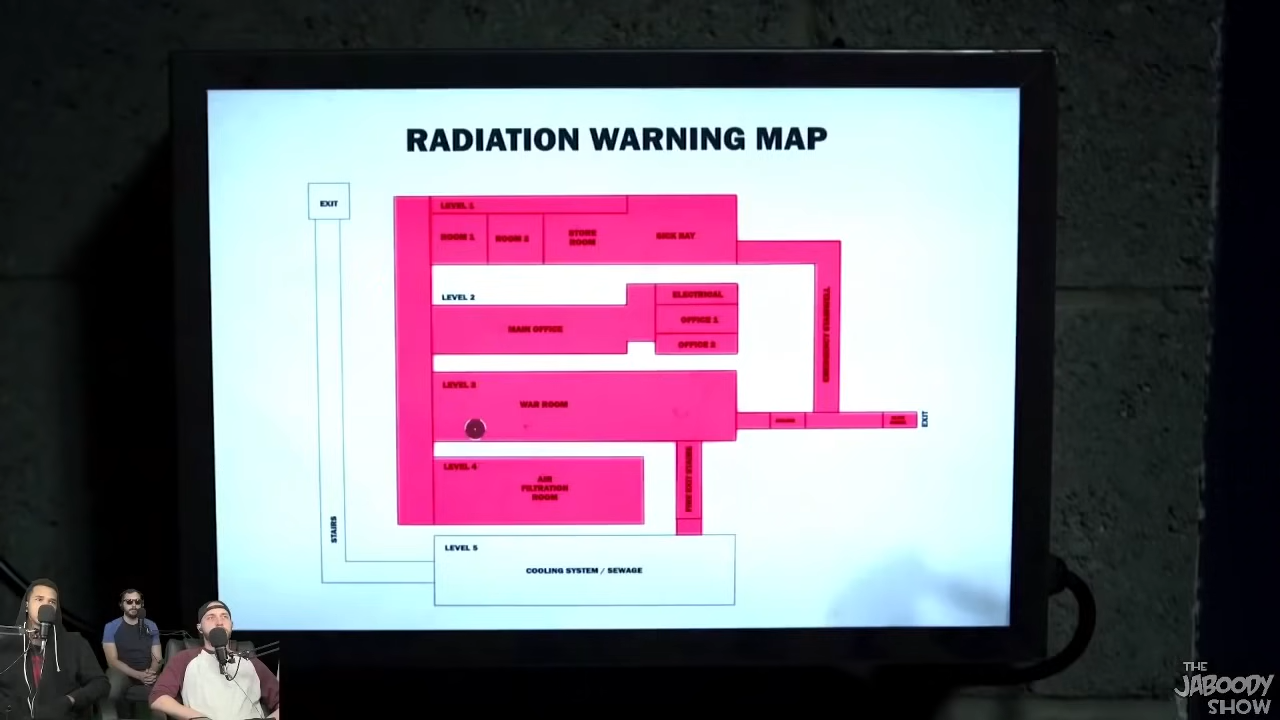 RADIATION WARNING MAP
EXIT
LEVEL 1
ROOM 1
ROOM 2
STORE
ROOM
SICK BAY
LEVEL 2
ELECTRICAL
MAIN OFFICE
OFFICE 1
OFFICE 2
EMERGENCY STAIRWELL
LEVEL 3
WAR ROOM
EXIT
LEVEL 4
AIR
FILTRATION
ROOM
FIRE EXIT STAIRS
STAIRS
LEVEL 5
COOLING SYSTEM / SEWAGE
THE
JABOODY
SHOW